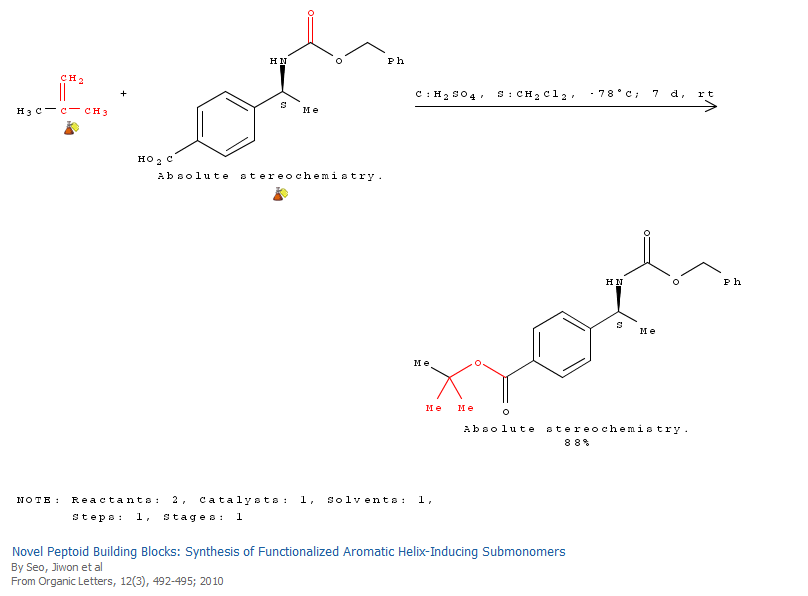 O
HN
O
Ph
CH2
+
S
Me
H3C
C
CH3
C:H2SO4, S:CH2Cl2, -78°C; 7 d, rt
HO2C
Absolute stereochemistry.
O
HN
O
Ph
S
Me
Me
O
Me
Me
O
Absolute stereochemistry.
88%
NOTE: Reactants: 2, Catalysts: 1, Solvents: 1,
Steps: 1, Stages: 1
Novel Peptoid Building Blocks: Synthesis of Functionalized Aromatic Helix-Inducing Submonomers
By Seo, Jiwon et al
From Organic Letters, 12(3), 492-495; 2010